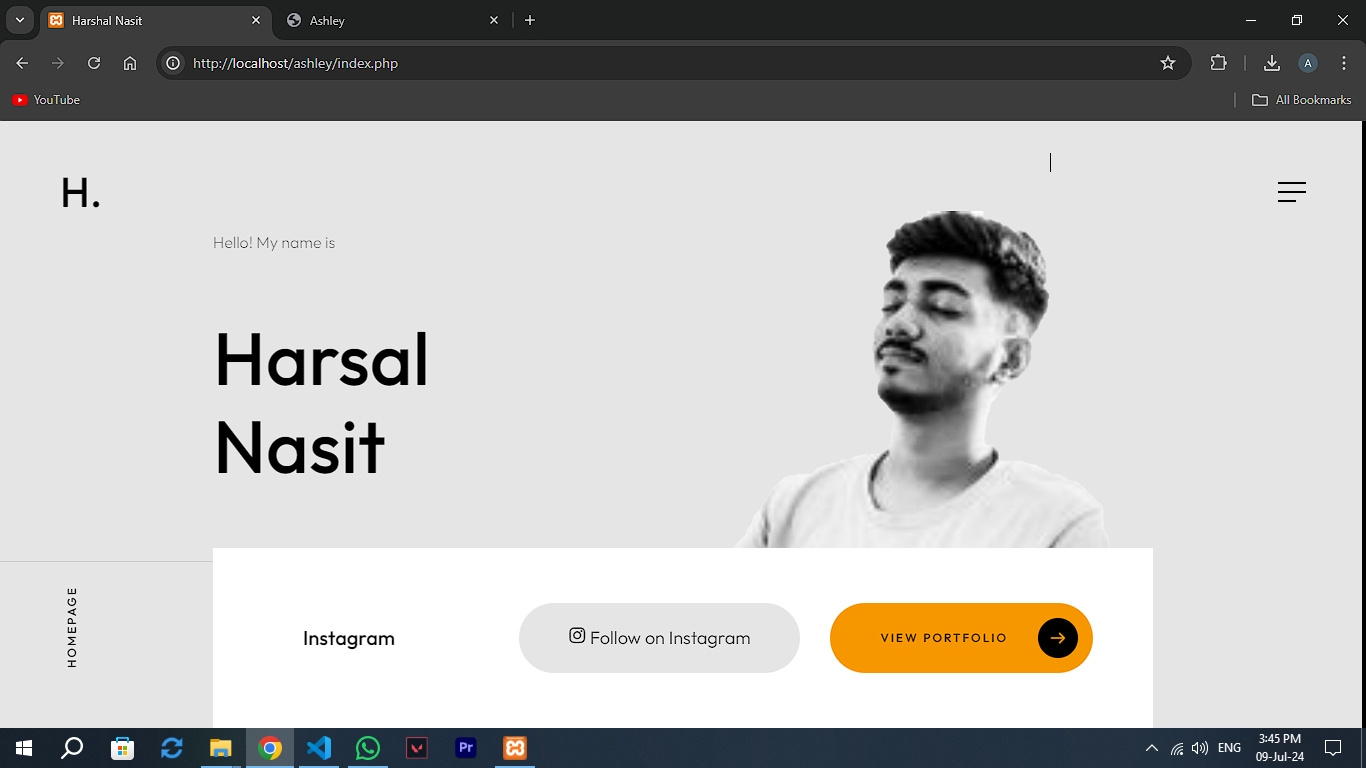 Harshal Nasit
Ashley
http://localhost/ashley/index.php
A
YouTube
All Bookmarks
H.
Hello! My name is
Harsal
Nasit
HOMEPAGE
Instagram
Follow on Instagram
VIEW PORTFOLIO
Pr
ENG
3:45 PM
09-Jul-24